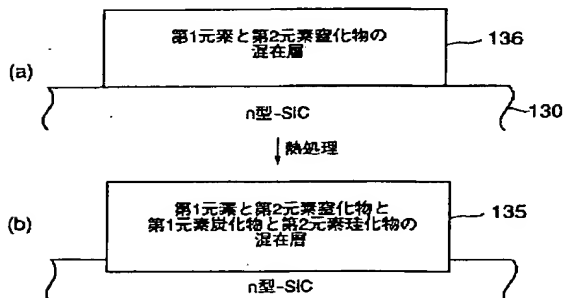 (a)
第1元素と第2元素窒化物の
混在層
136
n型-SiC
130
熱処理
(b)
第1元素と第2元素窒化物と
第1元素炭化物と第2元素珪化物の
混在層
135
n型-SiC